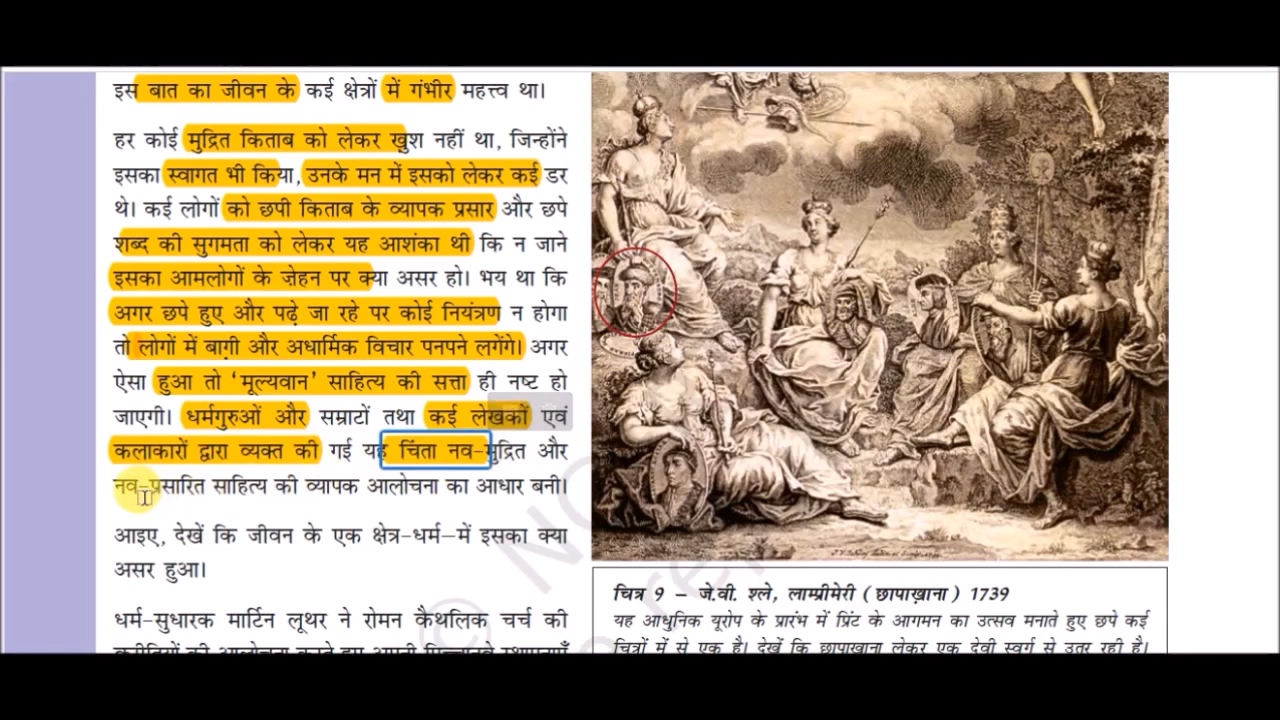 इस बात का जीवन के कई क्षेत्रों में गंभीर महत्त्व था।
हर कोई मुद्रित किताब को लेकर खुश नहीं था, जिन्होंने
इसका स्वागत भी किया, उनके मन में इसको लेकर कई डर
थे। कई लोगों को छपी किताब के व्यापक प्रसार और छपे
शब्द की सुगमता को लेकर यह आशंका थी कि न जाने
इसका आमलोगों के ज़ेहन पर क्या असर हो। भय था कि
अगर छपे हुए और पढ़े जा रहे पर कोई नियंत्रण न होगा
तो लोगों में बाग़ी और अधार्मिक विचार पनपने लगेंगे। अगर
ऐसा हुआ तो ‘मूल्यवान’ साहित्य की सत्ता ही नष्ट हो
जाएगी। धर्मगुरुओं और सम्राटों तथा कई लेखकों एवं
कलाकारों द्वारा व्यक्त की गई यह चिंता नव-मुद्रित और
नव-प्रसारित साहित्य की व्यापक आलोचना का आधार बनी।
आइए, देखें कि जीवन के एक क्षेत्र-धर्म-में इसका क्या
असर हुआ।
धर्म-सुधारक मार्टिन लूथर ने रोमन कैथलिक चर्च की
चित्र 9 – जे.वी. श्ले, लाम्प्रीमेरी (छापाख़ाना) 1739
यह आधुनिक यूरोप के प्रारंभ में प्रिंट के आगमन का उत्सव मनाते हुए छपे कई
चित्रों में से एक है। देखें कि छापाखाना लेकर एक देवी स्वर्ग से उतर रही है।